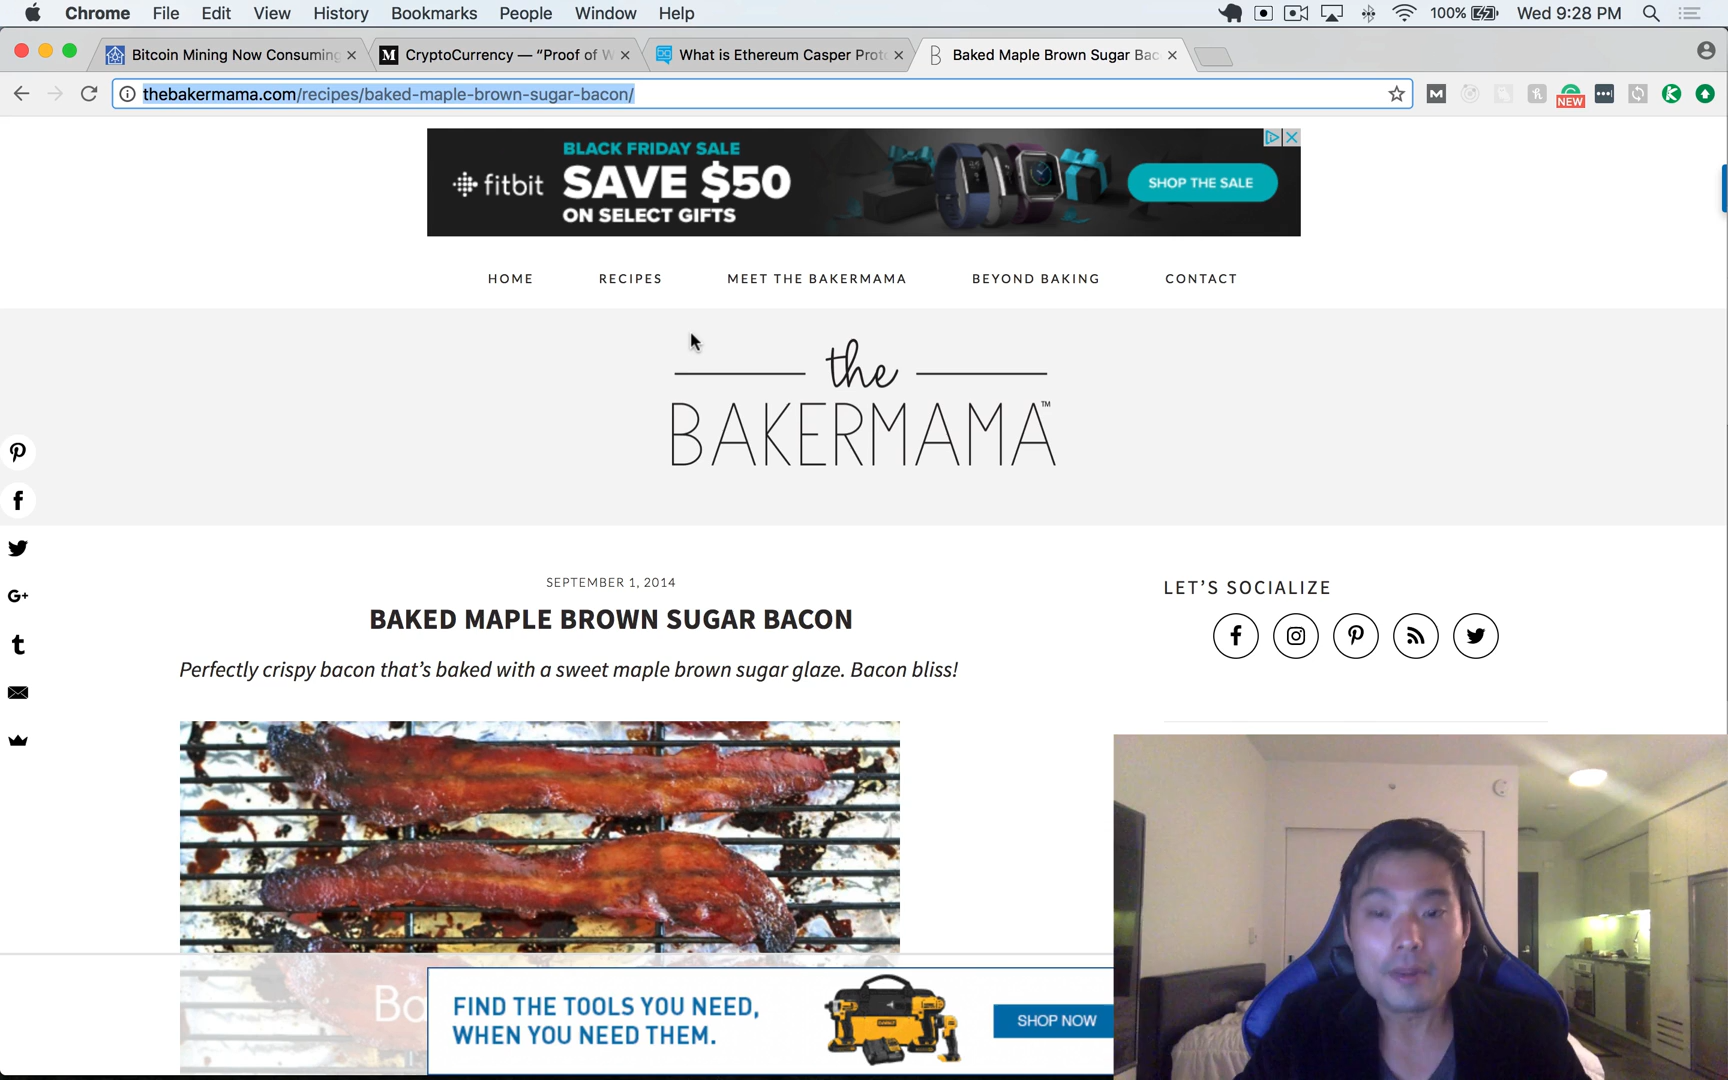 Chrome File Edit View History Bookmarks People Window Help 100% Wed 9:28 PM
Bitcoin Mining Now Consuming CryptoCurrency — “Proof of W What is Ethereum Casper Prot Baked Maple Brown Sugar Bac
thebakermama.com/recipes/baked-maple-brown-sugar-bacon/
NEW
fitbit
BLACK FRIDAY SALE
SAVE $50
ON SELECT GIFTS
SHOP THE SALE
HOME RECIPES MEET THE BAKERMAMA BEYOND BAKING CONTACT
the
BAKERMAMA™
SEPTEMBER 1, 2014
BAKED MAPLE BROWN SUGAR BACON
Perfectly crispy bacon that’s baked with a sweet maple brown sugar glaze. Bacon bliss!
LET’S SOCIALIZE
G+
Ba
FIND THE TOOLS YOU NEED,
WHEN YOU NEED THEM.
SHOP NOW